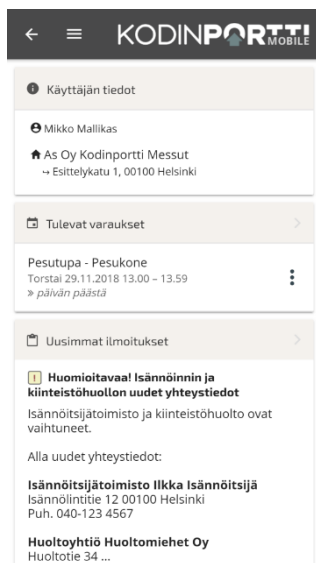 KODINPORTTI
MOBILE
Käyttäjän tiedot
Mikko Mallikas
As Oy Kodinportti Messut
↪ Esittelykatu 1, 00100 Helsinki
Tulevat varaukset
Pesutupa - Pesukone
Torstai 29.11.2018 13.00 – 13.59
» päivän päästä
Uusimmat ilmoitukset
! Huomioitavaa! Isännöinnin ja
kiinteistöhuollon uudet yhteystiedot
Isännöitsijätoimisto ja kiinteistöhuolto ovat
vaihtuneet.
Alla uudet yhteystiedot:
Isännöitsijätoimisto Ilkka Isännöitsijä
Isännölintitie 12 00100 Helsinki
Puh. 040-123 4567
Huoltoyhtiö Huoltomiehet Oy
Huoltotie 34 ...